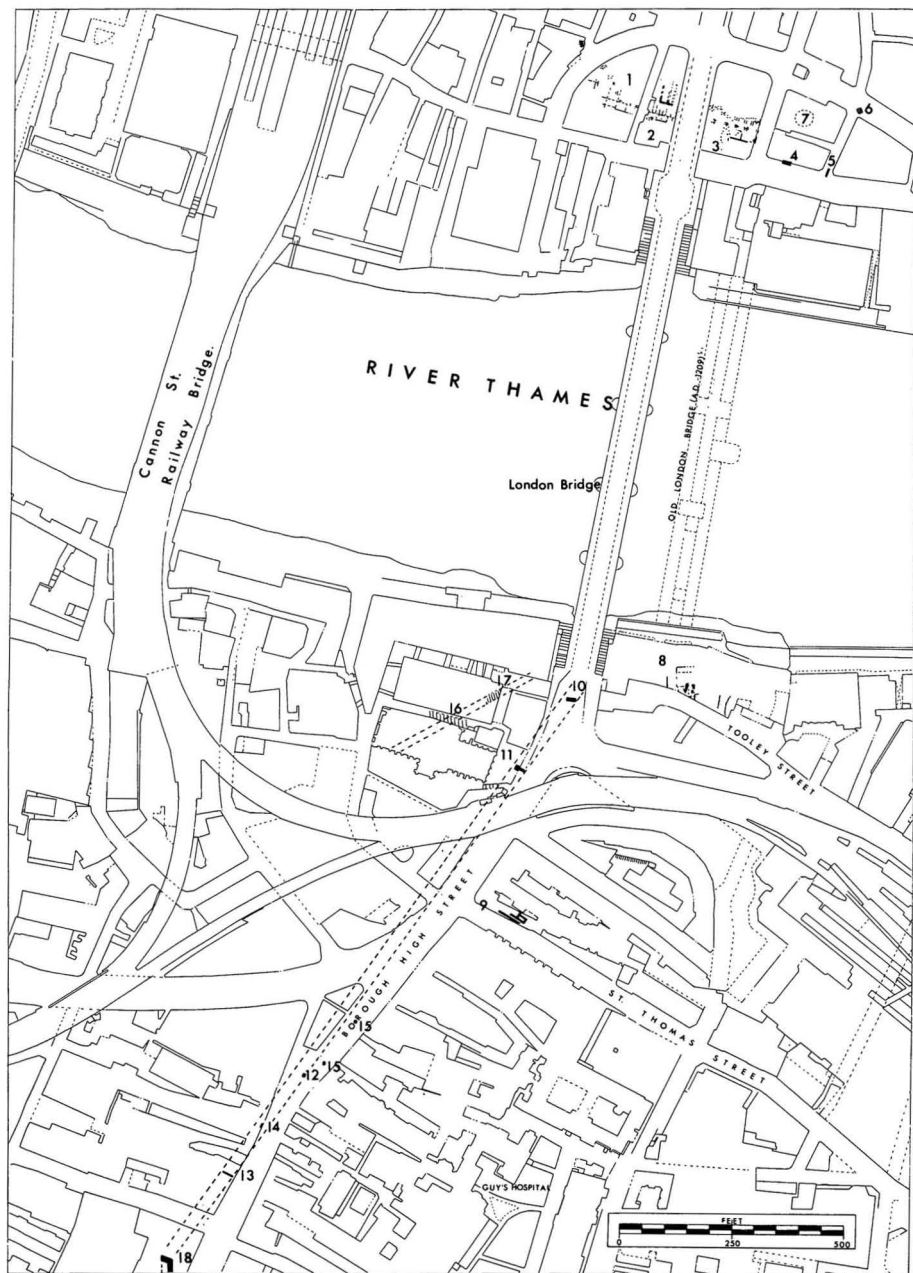 1
2
3
4
5
6
7
Cannon St.
Railway Bridge.
RIVER THAMES
OLD LONDON BRIDGE (A.D. 1209)
London Bridge
8
17
10
16
11
TOOLEY STREET
9
BOROUGH HIGH STREET
ST. THOMAS STREET
15
15
12
14
13
GUY'S HOSPITAL
FEET
0 250 500
18